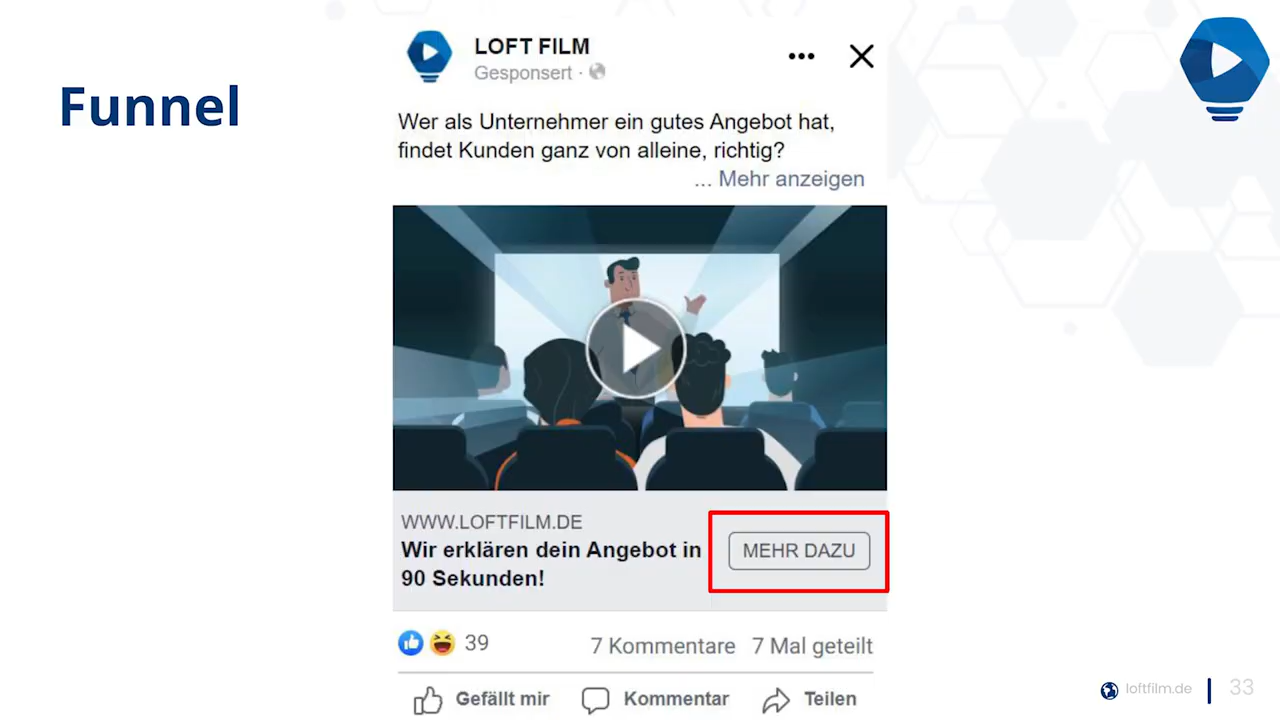 Funnel
LOFT FILM
Gesponsert ·
Wer als Unternehmer ein gutes Angebot hat,
findet Kunden ganz von alleine, richtig?
... Mehr anzeigen
WWW.LOFTFILM.DE
Wir erklären dein Angebot in
90 Sekunden!
MEHR DAZU
39
7 Kommentare 7 Mal geteilt
Gefällt mir Kommentar Teilen
loftfilm.de 33